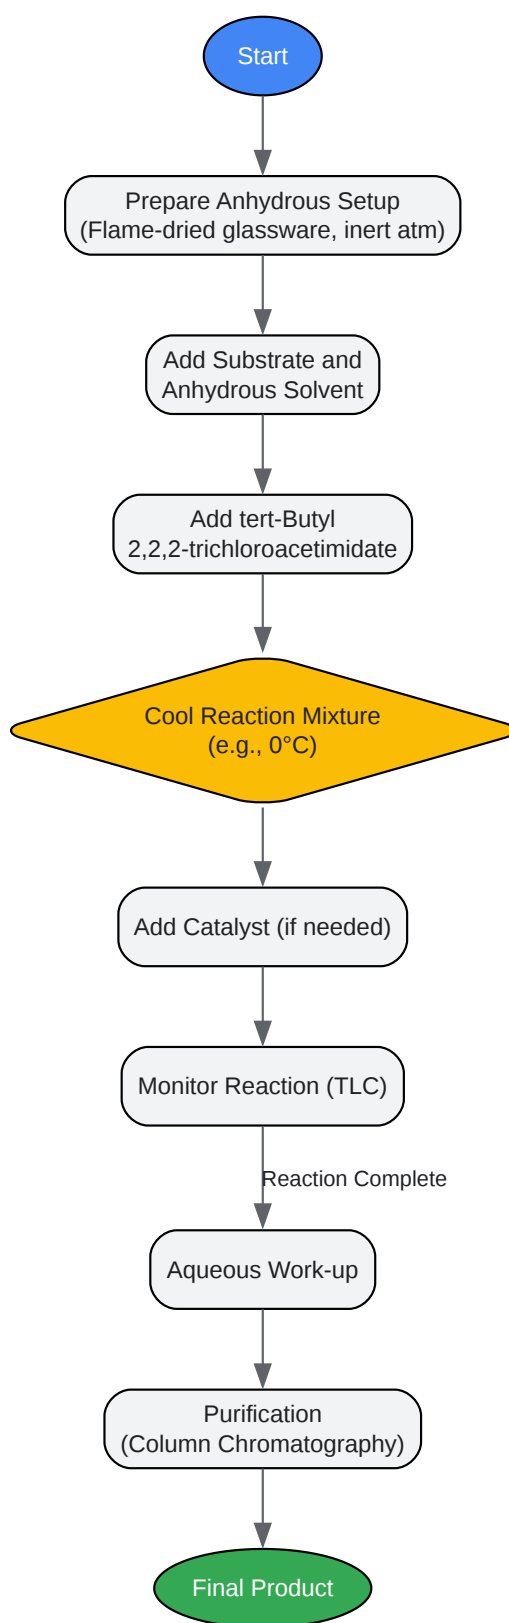 Start
Prepare Anhydrous Setup
(Flame-dried glassware, inert atm)
Add Substrate and
Anhydrous Solvent
Add tert-Butyl
2,2,2-trichloroacetimidate
Cool Reaction Mixture
(e.g., 0°C)
Add Catalyst (if needed)
Monitor Reaction (TLC)
Reaction Complete
Aqueous Work-up
Purification
(Column Chromatography)
Final Product